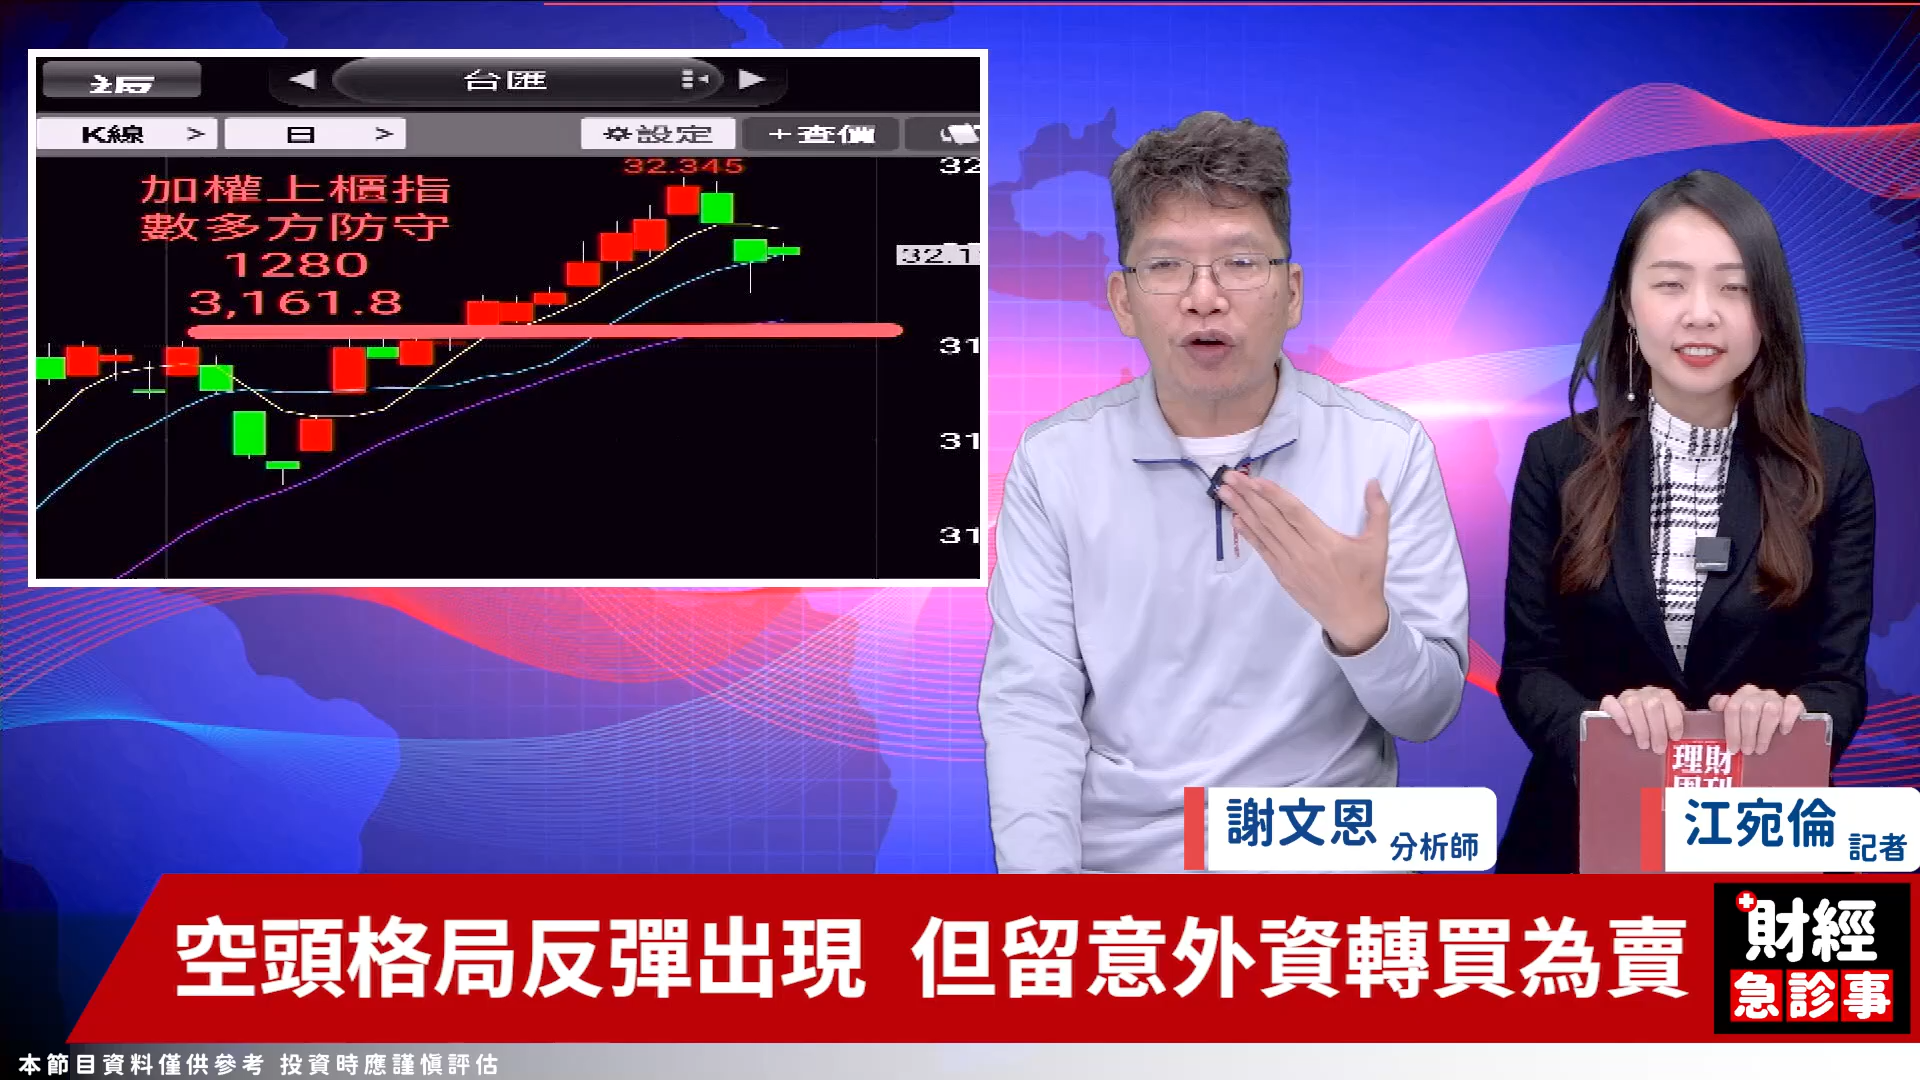 台匯
K線 >
日 >
設定
+查價
32.345
加權上櫃指
數多方防守
1280
3,161.8
32
32.1
31
31
31
理財
周刊
謝文恩 分析師
江宛倫 記者
空頭格局反彈出現 但留意外資轉買為賣
財經
急診事
本節目資料僅供參考 投資時應謹慎評估